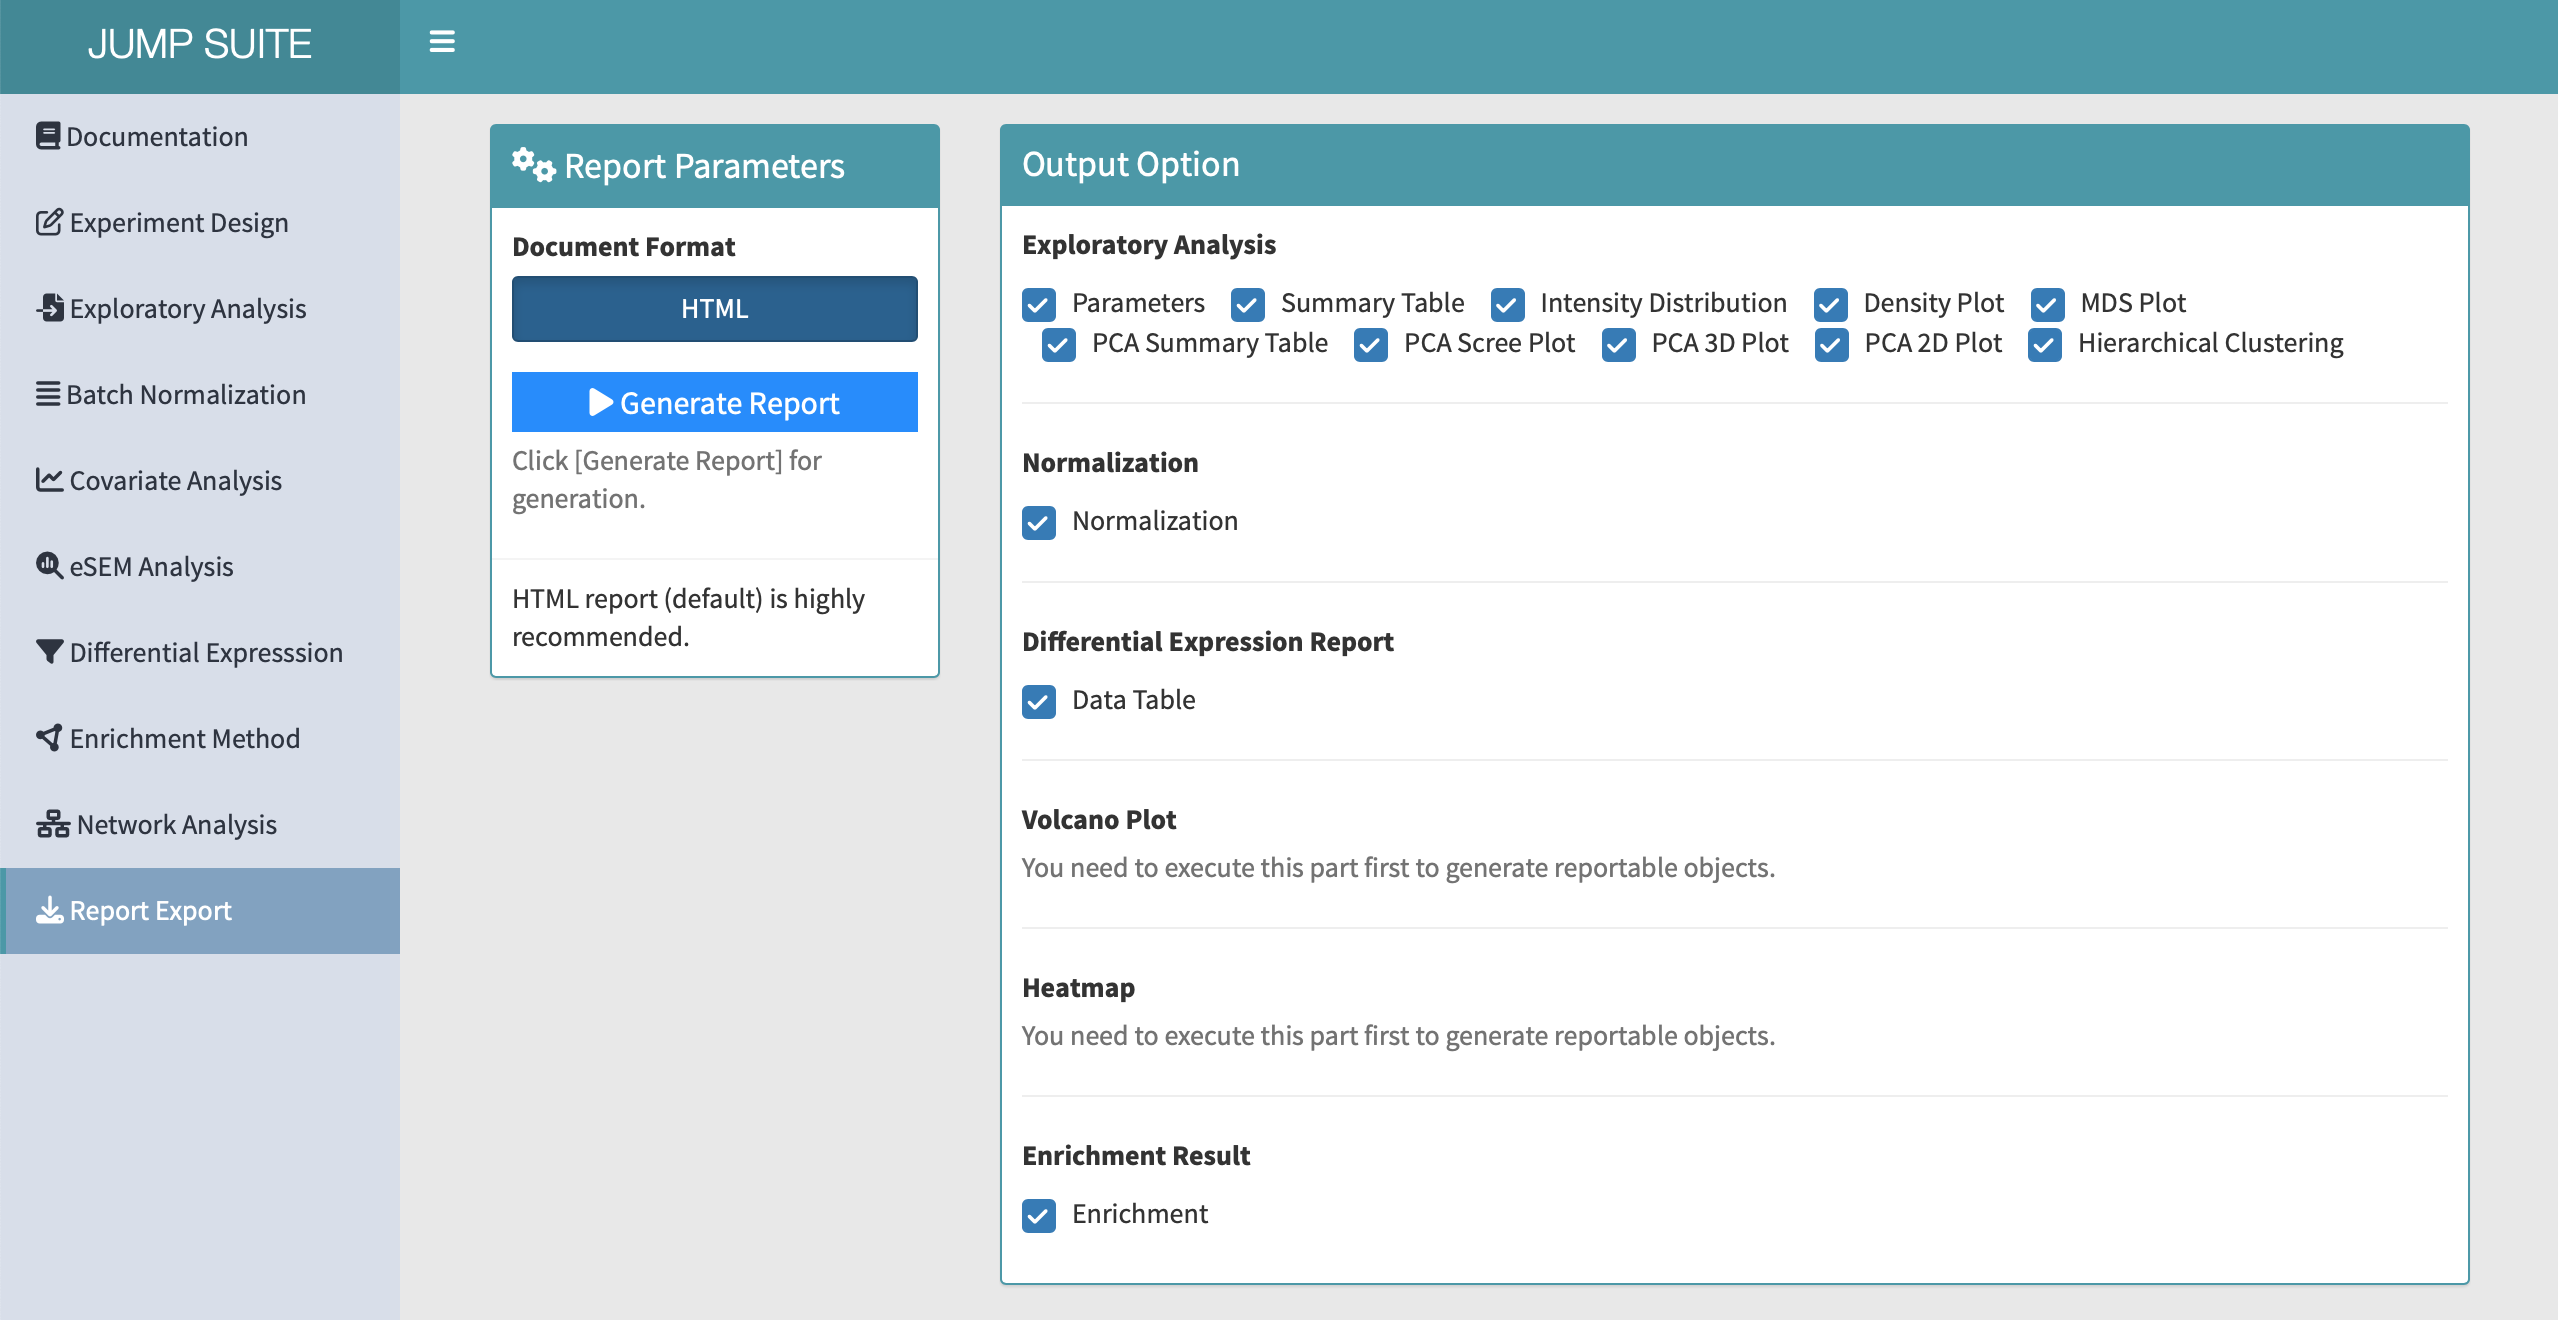 JUMP SUITE
Documentation
Experiment Design
Exploratory Analysis
Batch Normalization
Covariate Analysis
eSEM Analysis
Differential Expresssion
Enrichment Method
Network Analysis
Report Export
Report Parameters
Document Format
HTML
Generate Report
Click [Generate Report] for
generation.
HTML report (default) is highly
recommended.
Output Option
Exploratory Analysis
Parameters Summary Table Intensity Distribution Density Plot MDS Plot
PCA Summary Table PCA Scree Plot PCA 3D Plot PCA 2D Plot Hierarchical Clustering
Normalization
Normalization
Differential Expression Report
Data Table
Volcano Plot
You need to execute this part first to generate reportable objects.
Heatmap
You need to execute this part first to generate reportable objects.
Enrichment Result
Enrichment